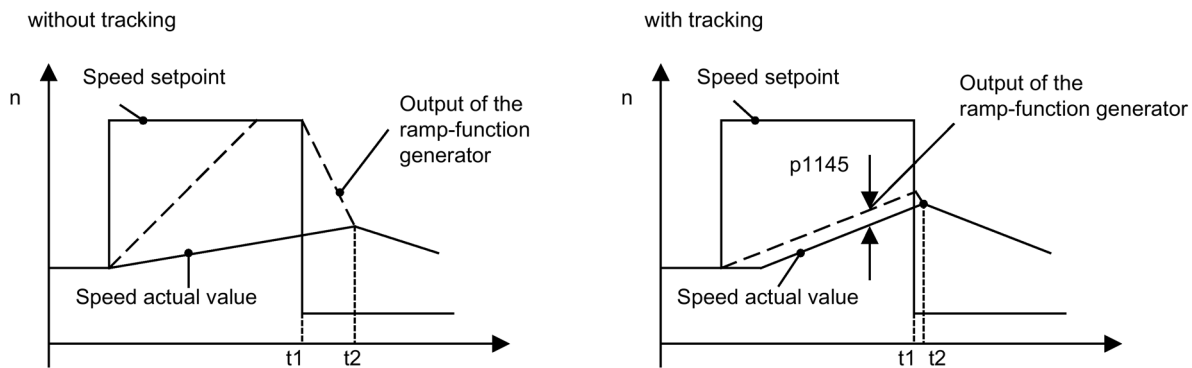 without tracking
n
Speed setpoint
Output of the
ramp-function
generator
Speed actual value
t1
t2
with tracking
n
Speed setpoint
Output of the
ramp-function generator
p1145
Speed actual value
t1
t2